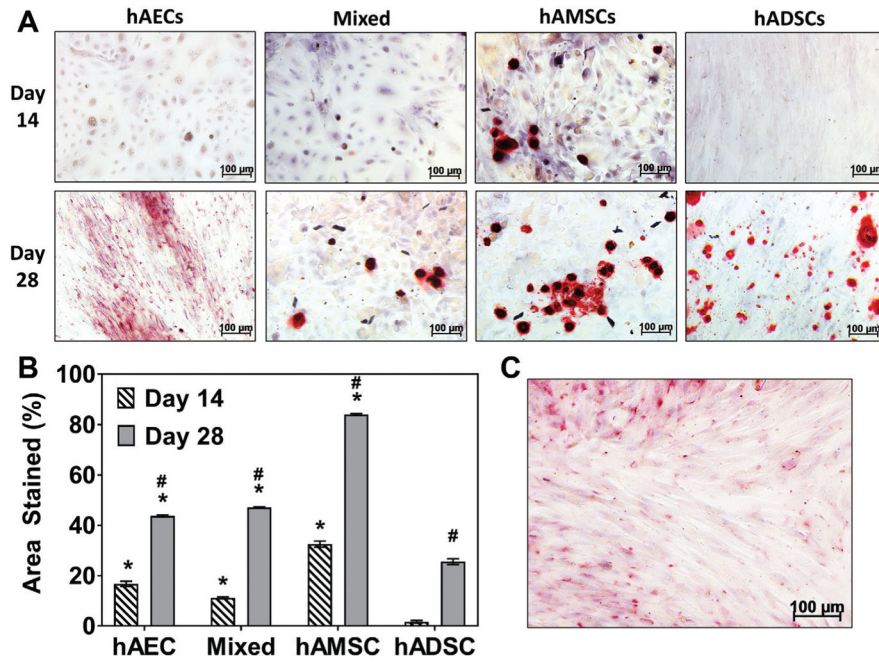 A
hAECs Mixed hAMSCs hADSCs
Day
14
100 µm 100 µm 100 µm 100 µm
Day
28
100 µm 100 µm 100 µm 100 µm
B
Area Stained (%)
100
80
60
40
20
0
Day 14
Day 28
* # * * # * * # * #
hAEC Mixed hAMSC hADSC
C
100 µm